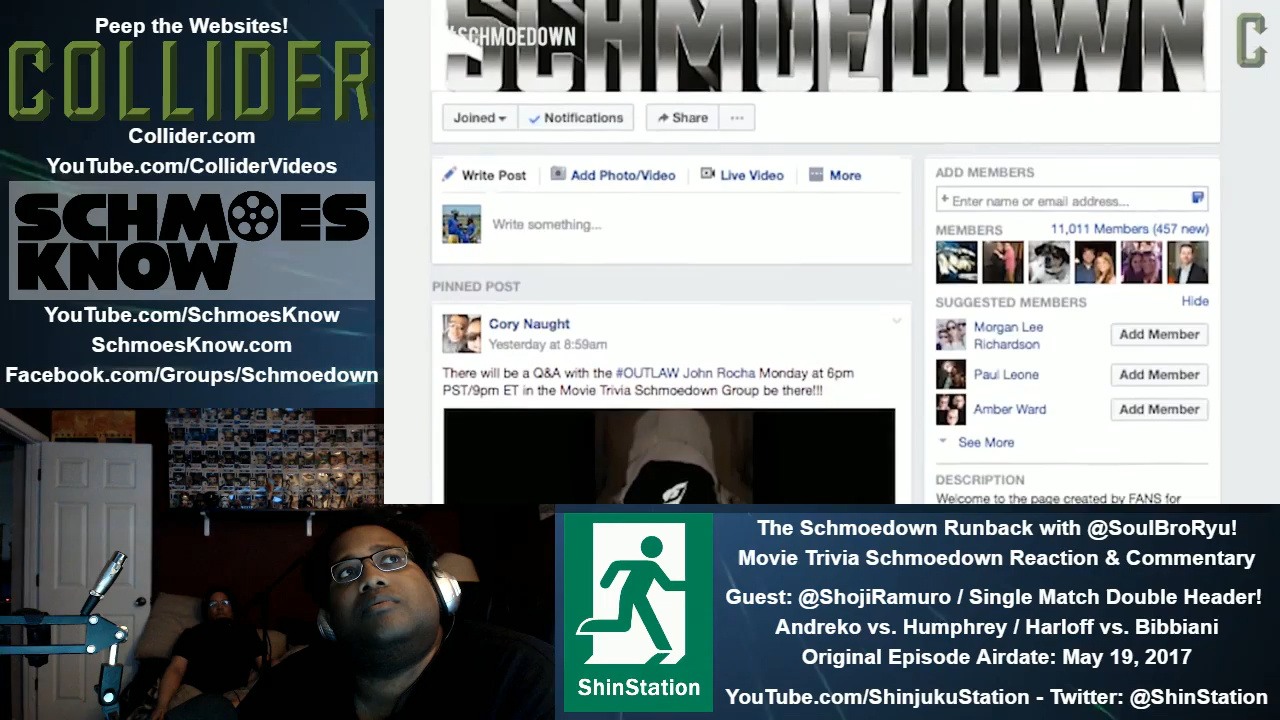 Peep the Websites!
COLLIDER
Collider.com
YouTube.com/ColliderVideos
SCHMOES
KNOW
YouTube.com/SchmoesKnow
SchmoesKnow.com
Facebook.com/Groups/Schmoedown
SCHMOEDOWN
#SCHMOEDOWN
C
Joined
Notifications
Share
Write Post
Add Photo/Video
Live Video
More
Write something...
PINNED POST
Cory Naught
Yesterday at 8:59am
There will be a Q&A with the #OUTLAW John Rocha Monday at 6pm
PST/9pm ET in the Movie Trivia Schmoedown Group be there!!!
ADD MEMBERS
+ Enter name or email address...
MEMBERS
11,011 Members (457 new)
SUGGESTED MEMBERS
Hide
Morgan Lee
Richardson
Add Member
Paul Leone
Add Member
Amber Ward
Add Member
See More
DESCRIPTION
Welcome to the page created by FANS for
ShinStation
The Schmoedown Runback with @SoulBroRyu!
Movie Trivia Schmoedown Reaction & Commentary
Guest: @ShojiRamuro / Single Match Double Header!
Andreko vs. Humphrey / Harloff vs. Bibbiani
Original Episode Airdate: May 19, 2017
YouTube.com/ShinjukuStation - Twitter: @ShinStation